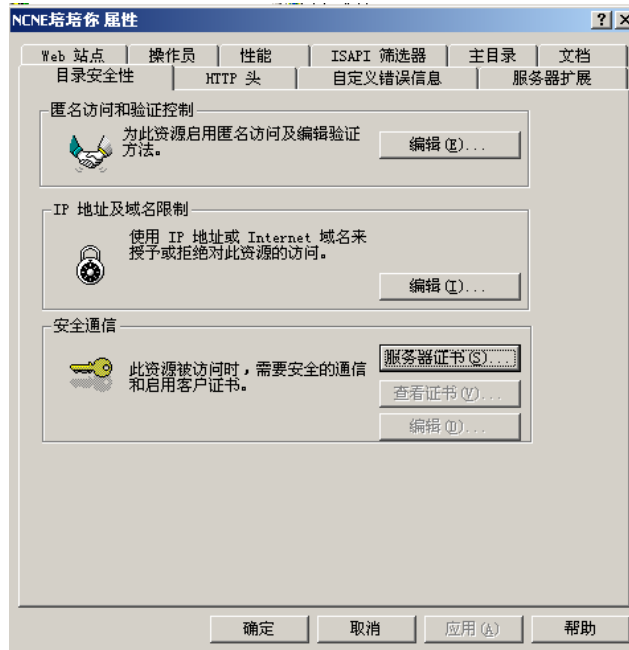 NCNE培培你 属性
Web 站点 操作员 性能 ISAPI 筛选器 主目录 文档
目录安全性 HTTP 头 自定义错误信息 服务器扩展
匿名访问和验证控制
为此资源启用匿名访问及编辑验证
方法。
编辑(E)...
IP 地址及域名限制
使用 IP 地址或 Internet 域名来
授予或拒绝对此资源的访问。
编辑(I)...
安全通信
此资源被访问时，需要安全的通信
和启用客户证书。
服务器证书(S)...
查看证书(V)...
编辑(D)...
确定 取消 应用(A) 帮助